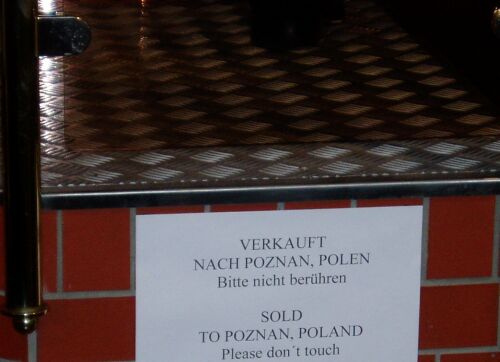 VERKAUFT
NACH POZNAN, POLEN
Bitte nicht berühren
SOLD
TO POZNAN, POLAND
Please don´t touch